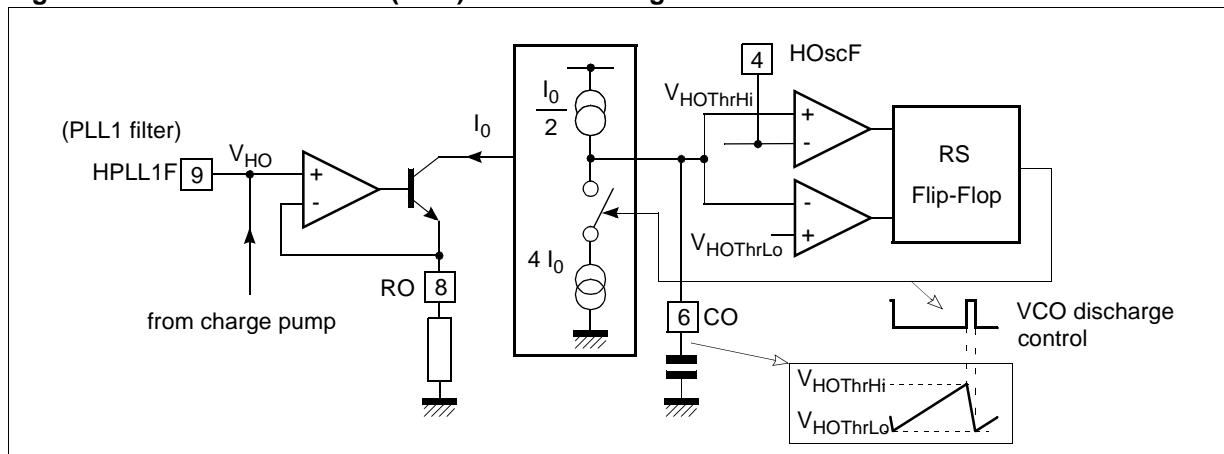 (PLL1 filter)
HPLL1F 9
VHO
+
-
RO 8
from charge pump
I0
I0
2
4 I0
4 HOscF
VHOThrHi
+
-
-
+
VHOThrLo
RS
Flip-Flop
6 CO
VCO discharge
control
VHOThrHi
VHOThrLo